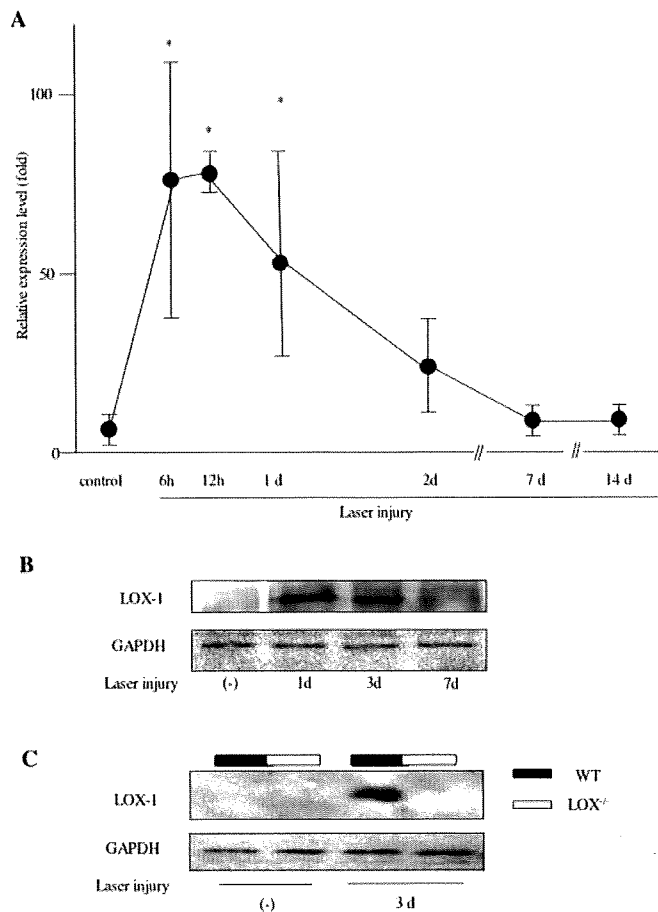 A
Relative expression level (fold)
100
50
0
*
*
*
control 6h 12h 1 d 2d 7 d 14 d
Laser injury
B
LOX-1
GAPDH
Laser injury (-) 1d 3d 7d
C
WT
LOX-/-
LOX-1
GAPDH
Laser injury
(-) 3 d